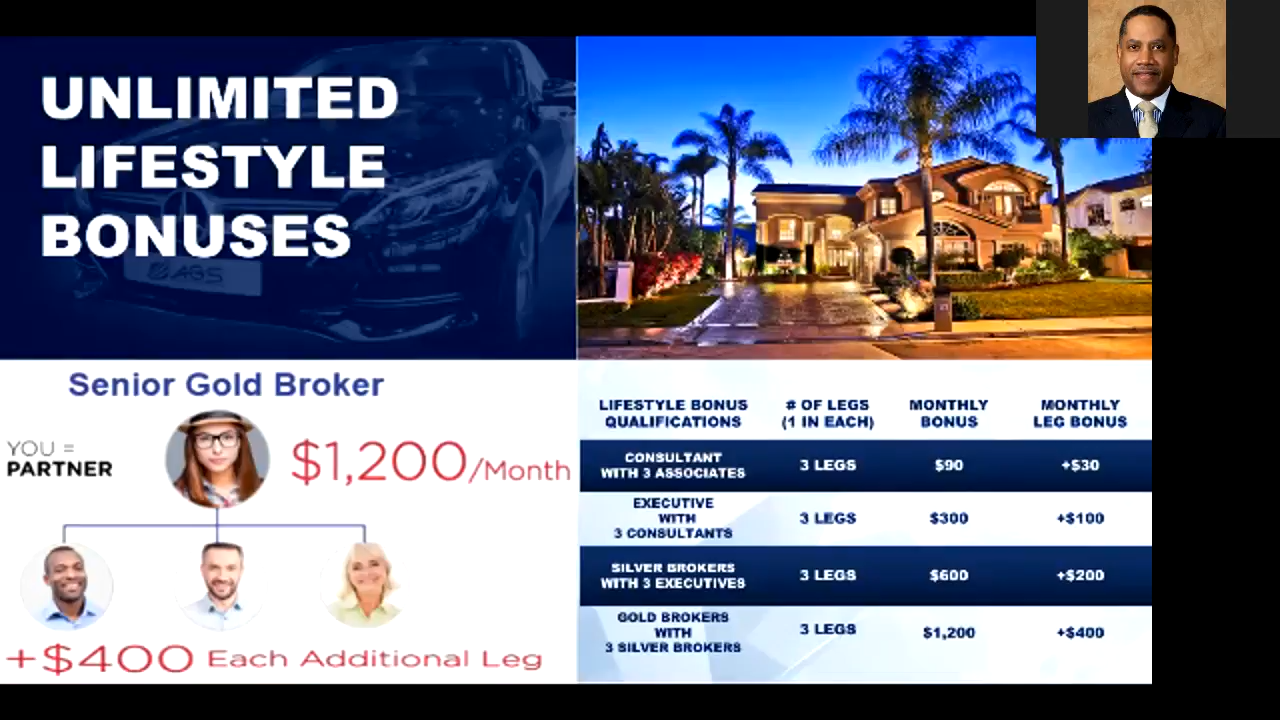 UNLIMITED
LIFESTYLE
BONUSES
ABS
Senior Gold Broker
YOU =
PARTNER
$1,200/Month
+$400 Each Additional Leg
LIFESTYLE BONUS
QUALIFICATIONS
# OF LEGS
(1 IN EACH)
MONTHLY
BONUS
MONTHLY
LEG BONUS
CONSULTANT
WITH 3 ASSOCIATES
3 LEGS
$90
+$30
EXECUTIVE
WITH
3 CONSULTANTS
3 LEGS
$300
+$100
SILVER BROKERS
WITH 3 EXECUTIVES
3 LEGS
$600
+$200
GOLD BROKERS
WITH
3 SILVER BROKERS
3 LEGS
$1,200
+$400